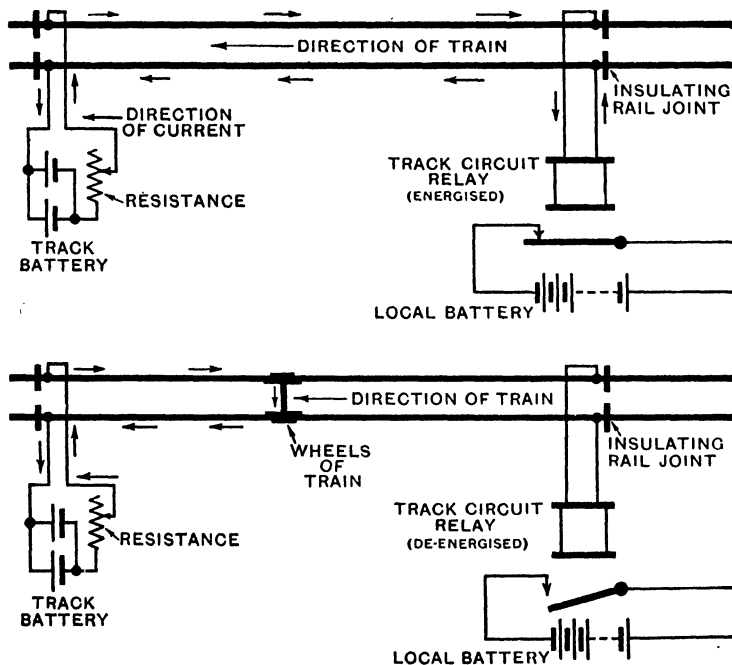 DIRECTION OF TRAIN
INSULATING
RAIL JOINT
DIRECTION
OF CURRENT
TRACK CIRCUIT
RELAY
(ENERGISED)
RESISTANCE
TRACK
BATTERY
LOCAL BATTERY
DIRECTION OF TRAIN
WHEELS
OF
TRAIN
INSULATING
RAIL JOINT
TRACK CIRCUIT
RELAY
(DE-ENERGISED)
RESISTANCE
TRACK
BATTERY
LOCAL BATTERY